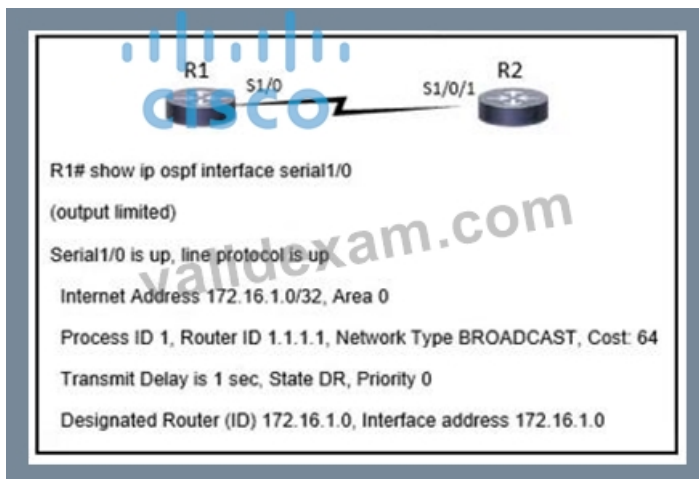 R1
R2
S1/0
S1/0/1
CISCO
R1# show ip ospf interface serial1/0
(output limited)
Serial1/0 is up, line protocol is up
validexam.com
Internet Address 172.16.1.0/32, Area 0
Process ID 1, Router ID 1.1.1.1, Network Type BROADCAST, Cost: 64
Transmit Delay is 1 sec, State DR, Priority 0
Designated Router (ID) 172.16.1.0, Interface address 172.16.1.0